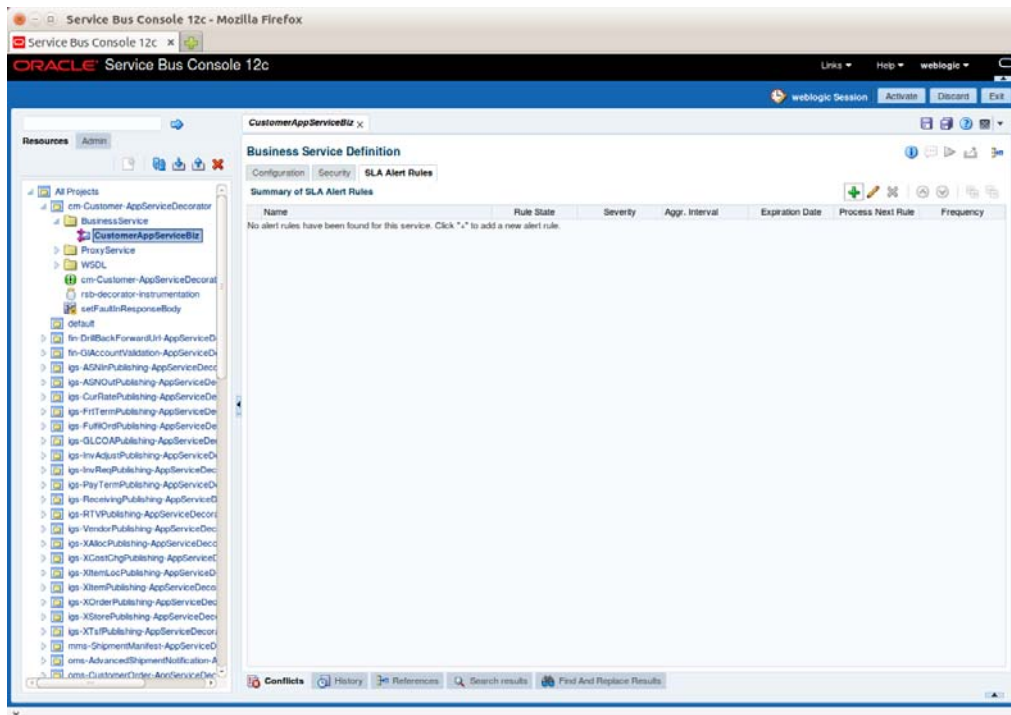 Service Bus Console 12c - Mozilla Firefox
Service Bus Console 12c
ORACLE Service Bus Console 12c
Links
Help
weblogic
weblogic Session
Activate
Discard
Exit
CustomerAppServiceBiz
Resources
Admin
Business Service Definition
Configuration
Security
SLA Alert Rules
Summary of SLA Alert Rules
Name
Rule State
Severity
Aggr. Interval
Expiration Date
Process Next Rule
Frequency
No alert rules have been found for this service. Click "+" to add a new alert rule.
All Projects
cm-Customer-AppServiceDecorator
BusinessService
CustomerAppServiceBiz
ProxyService
WSDL
cm-Customer-AppServiceDecorat
rsb-decorator-instrumentation
setFaultInResponseBody
default
fin-DrillBackForwardUrl-AppServiceD
fin-GlAccountValidation-AppServiceD
igs-ASNInPublishing-AppServiceDecc
igs-ASNOutPublishing-AppServiceDe
igs-CurRatePublishing-AppServiceDe
igs-FrtTermPublishing-AppServiceDe
igs-FulfilOrdPublishing-AppServiceDe
igs-GLCOAPublishing-AppServiceDe
igs-InvAdjustPublishing-AppServiceD
igs-InvReqPublishing-AppServiceDec
igs-PayTermPublishing-AppServiceD
igs-ReceivingPublishing-AppServiceD
igs-RTVPublishing-AppServiceDecor
igs-VendorPublishing-AppServiceDec
igs-XAllocPublishing-AppServiceDeco
igs-XCostChgPublishing-AppServiceD
igs-XItemLocPublishing-AppServiceD
igs-XItemPublishing-AppServiceDeco
igs-XOrderPublishing-AppServiceDec
igs-XStorePublishing-AppServiceDec
igs-XTsfPublishing-AppServiceDecor
mms-ShipmentManifest-AppServiceD
oms-AdvancedShipmentNotification-A
oms-CustomerOrder-AppServiceDec
Conflicts
History
References
Search results
Find And Replace Results